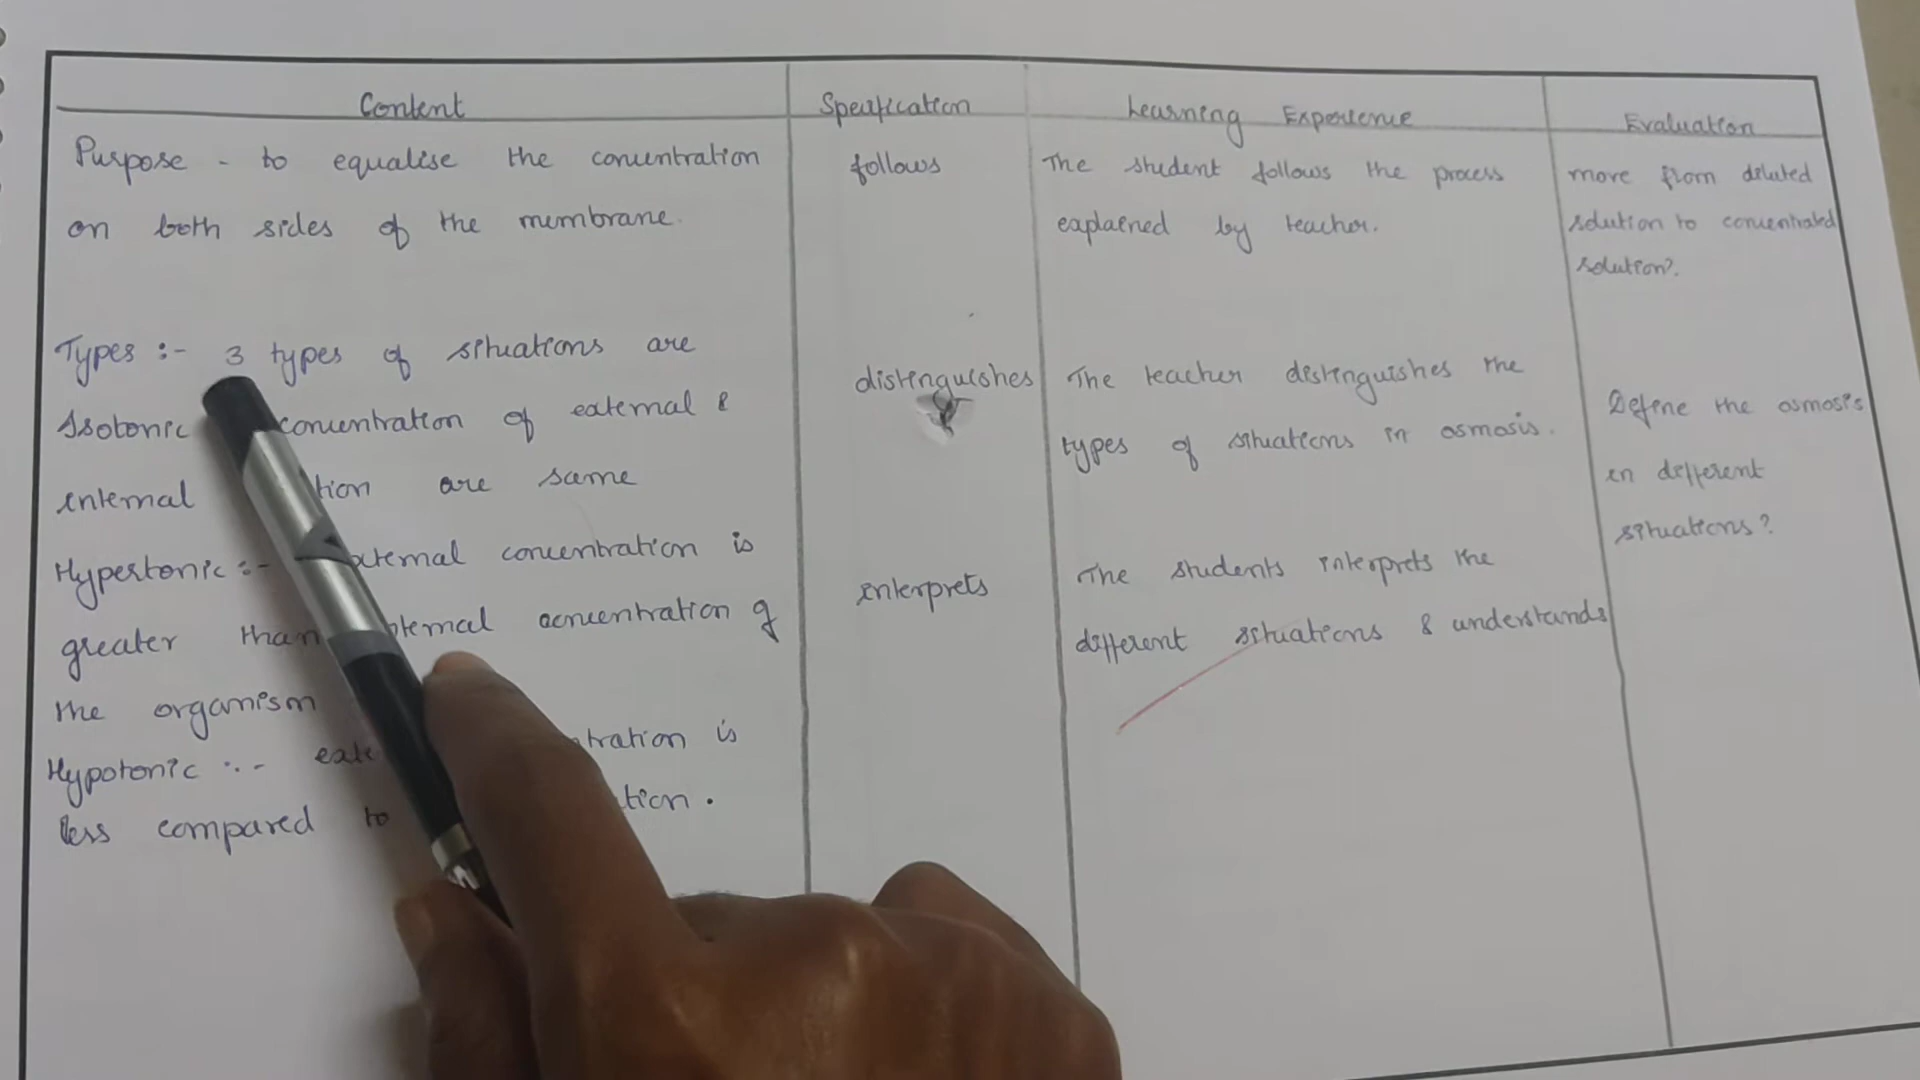 Content
Purpose - to equalise the concentration
on both sides of the membrane.
Types :- 3 types of situations are
Isotonic concentration of external &
internal are same
Hypertonic :- external concentration is
greater than internal concentration of
the organism
Hypotonic :- is
less compared to
Specification
follows
distinguishes
interprets
Learning Experience
The student follows the process
explained by teacher.
The teacher distinguishes the
types of situations in osmosis.
The students interprets the
different situations & understands
Evaluation
move from diluted
solution to concentrated
solution?
Define the osmosis
in different
situations?